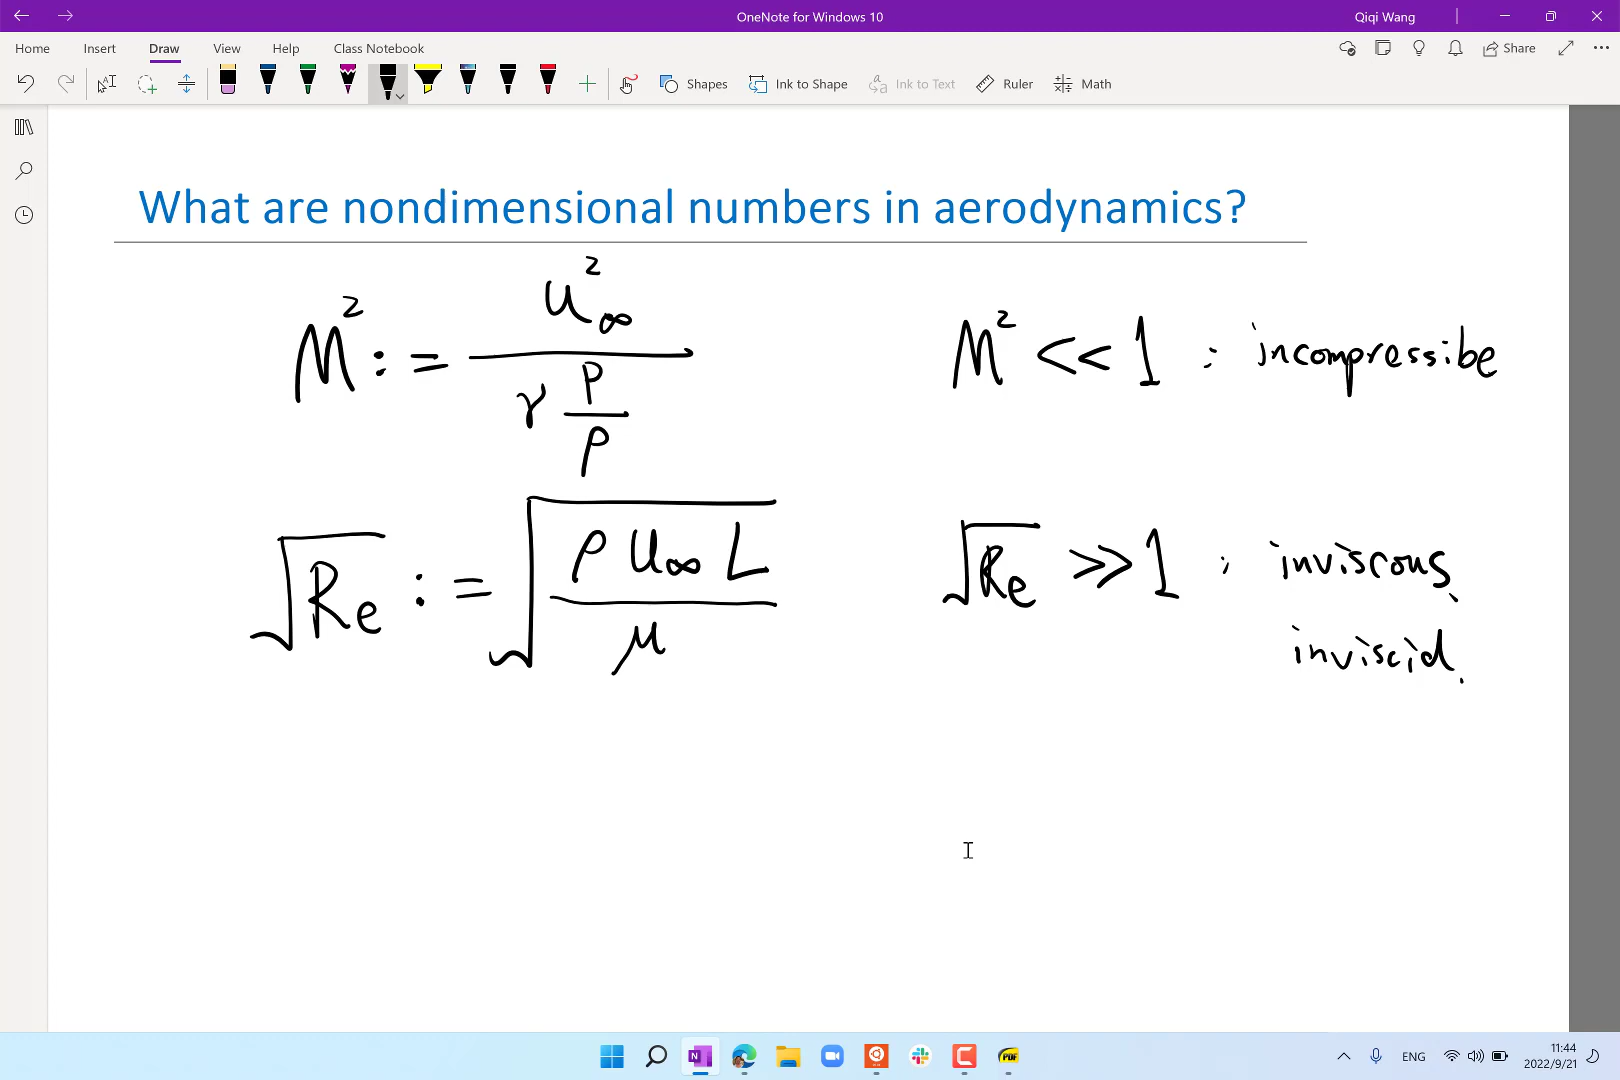 OneNote for Windows 10
Qiqi Wang
Home Insert Draw View Help Class Notebook
Share
Shapes Ink to Shape Ink to Text Ruler Math
What are nondimensional numbers in aerodynamics?
M² := u∞² / (γ P/ρ)
M² << 1 : incompressibe
√Re := √(ρ u∞ L / μ)
√Re >> 1 : inviscous.
inviscid.
PDF
ENG
11:44
2022/9/21